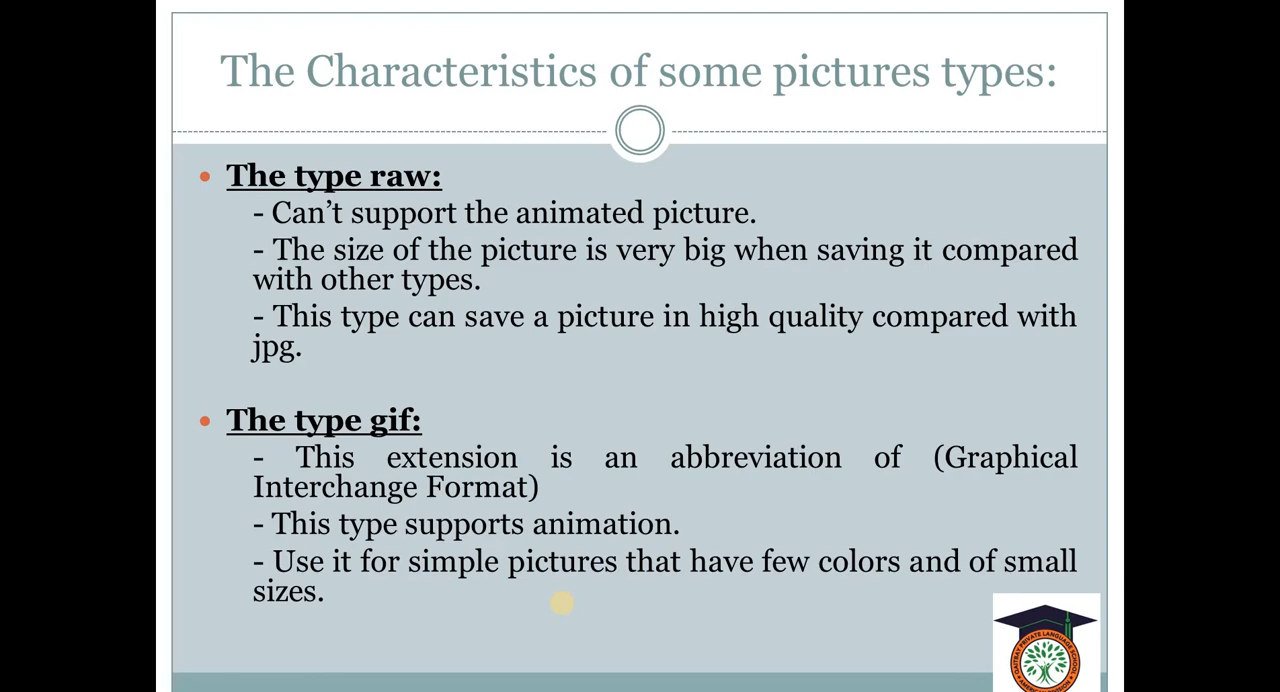 The Characteristics of some pictures types:
The type raw:
- Can't support the animated picture.
- The size of the picture is very big when saving it compared
with other types.
- This type can save a picture in high quality compared with
jpg.
The type gif:
- This extension is an abbreviation of (Graphical
Interchange Format)
- This type supports animation.
- Use it for simple pictures that have few colors and of small
sizes.
PRIVATE LANGUAGE SCHOOL